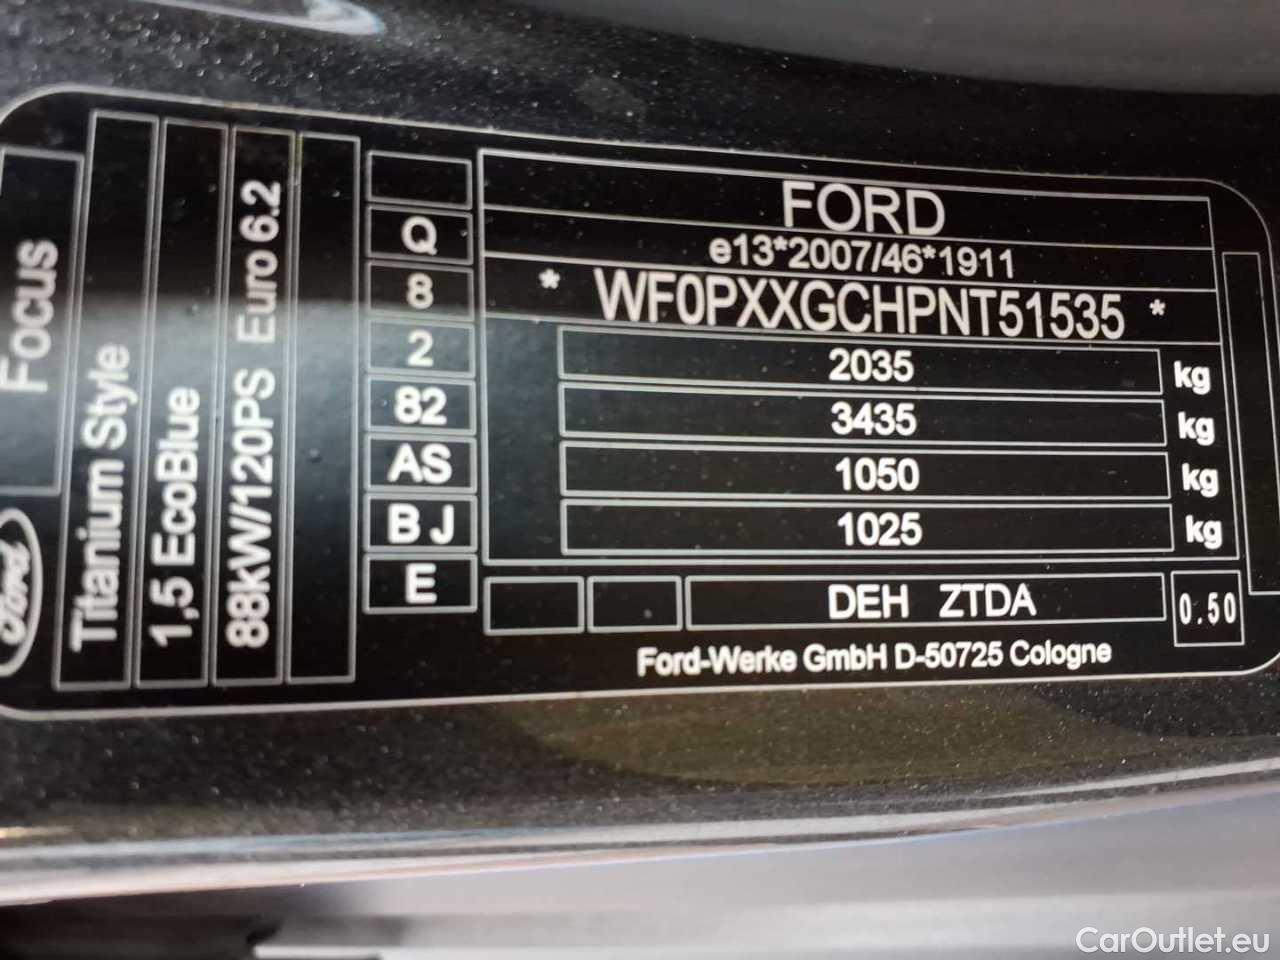 Focus
Ford
Titanium Style
1,5 EcoBlue
88kW/120PS Euro 6.2
Q
8
2
82
AS
B J
E
FORD
e13*2007/46*1911
* WF0PXXGCHPNT51535 *
2035 kg
3435 kg
1050 kg
1025 kg
DEH ZTDA
0.50
Ford-Werke GmbH D-50725 Cologne
CarOutlet.eu